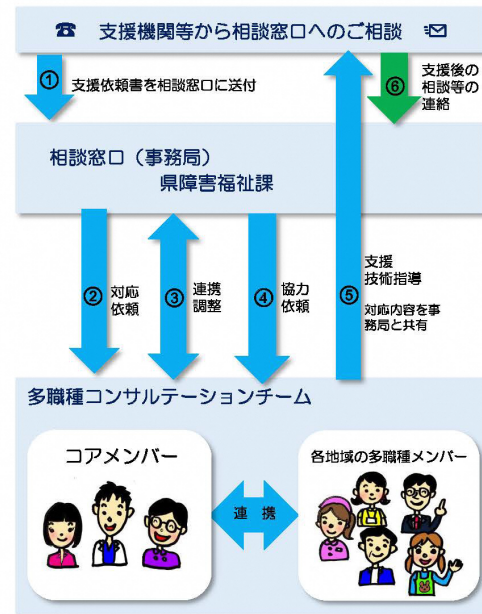 支援機関等から相談窓口へのご相談
①
支援依頼書を相談窓口に送付
⑥
支援後の
相談等の
連絡
相談窓口（事務局）
県障害福祉課
②
対応
依頼
③
連携
調整
④
協力
依頼
⑤
支援
技術指導
対応内容を事
務局と共有
多職種コンサルテーションチーム
コアメンバー
各地域の多職種メンバー
連 携